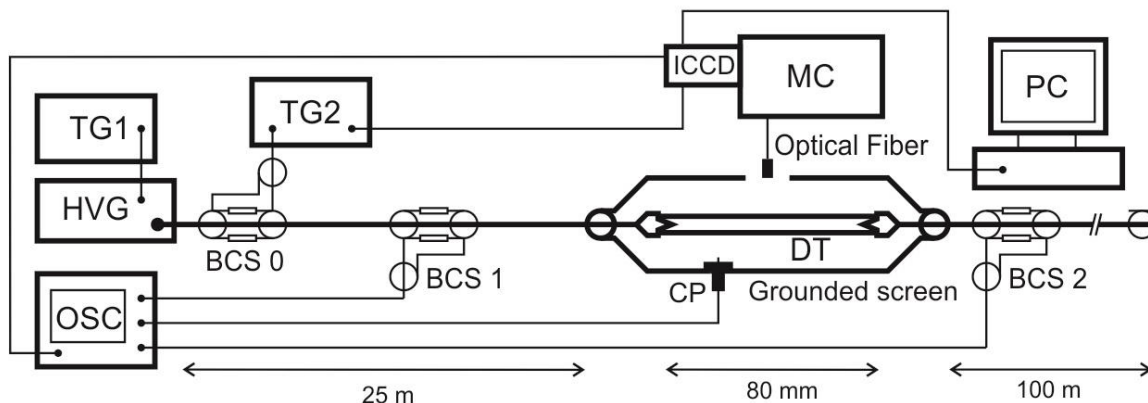 ICCD
MC
PC
TG1
TG2
Optical Fiber
HVG
BCS 0
BCS 1
DT
BCS 2
CP
Grounded screen
OSC
25 m
80 mm
100 m